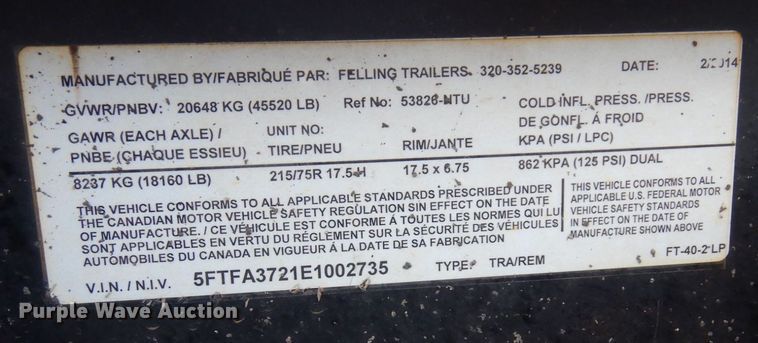 MANUFACTURED BY/FABRIQUÉ PAR: FELLING TRAILERS 320-352-5239 DATE: 2/2014
GVWR/PNBV: 20648 KG (45520 LB) Ref No: 53826-NTU COLD INFL. PRESS. /PRESS.
DE GONFL. Á FROID
GAWR (EACH AXLE) / UNIT NO: KPA (PSI / LPC)
PNBE (CHAQUE ESSIEU) TIRE/PNEU RIM/JANTE
8237 KG (18160 LB) 215/75R 17.5-H 17.5 x 6.75 862 KPA (125 PSI) DUAL
THIS VEHICLE CONFORMS TO ALL APPLICABLE STANDARDS PRESCRIBED UNDER
THE CANADIAN MOTOR VEHICLE SAFETY REGULATION SIN EFFECT ON THE DATE
OF MANUFACTURE. / CE VÉHICULE EST CONFORME Á TOUTES LES NORMES QUI LU
SONT APPLICABLES EN VERTU DU RÉGLEMENT SUR LA SÉCURITÉ DES VÉHICULES
AUTOMOBILES DU CANADA EN VIGUEUR Á LA DATE DE SA FABRICATION
THIS VEHICLE CONFORMS TO ALL
APPLICABLE U.S. FEDERAL MOTOR
VEHICLE SAFETY STANDARDS
IN EFFECT ON THE DATE OF
MANUFACTURE SHOWN ABOVE
V.I.N. / N.I.V. 5FTFA3721E1002735 TYPE: TRA/REM FT-40-2 LP
Purple Wave Auction